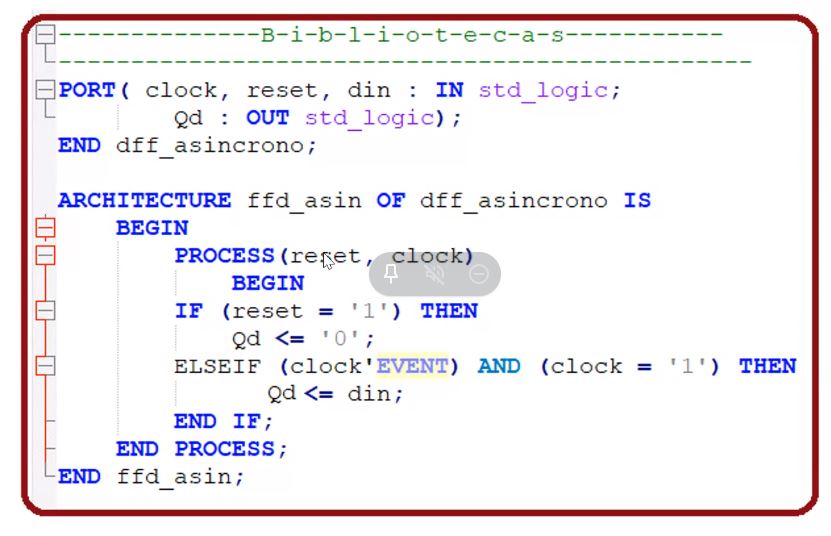 --------------B-i-b-l-i-o-t-e-c-a-s-----------
------------------------------------------------
PORT( clock, reset, din : IN std_logic;
Qd : OUT std_logic);
END dff_asincrono;
ARCHITECTURE ffd_asin OF dff_asincrono IS
BEGIN
PROCESS(reset, clock)
BEGIN
IF (reset = '1') THEN
Qd <= '0';
ELSEIF (clock'EVENT) AND (clock = '1') THEN
Qd <= din;
END IF;
END PROCESS;
END ffd_asin;